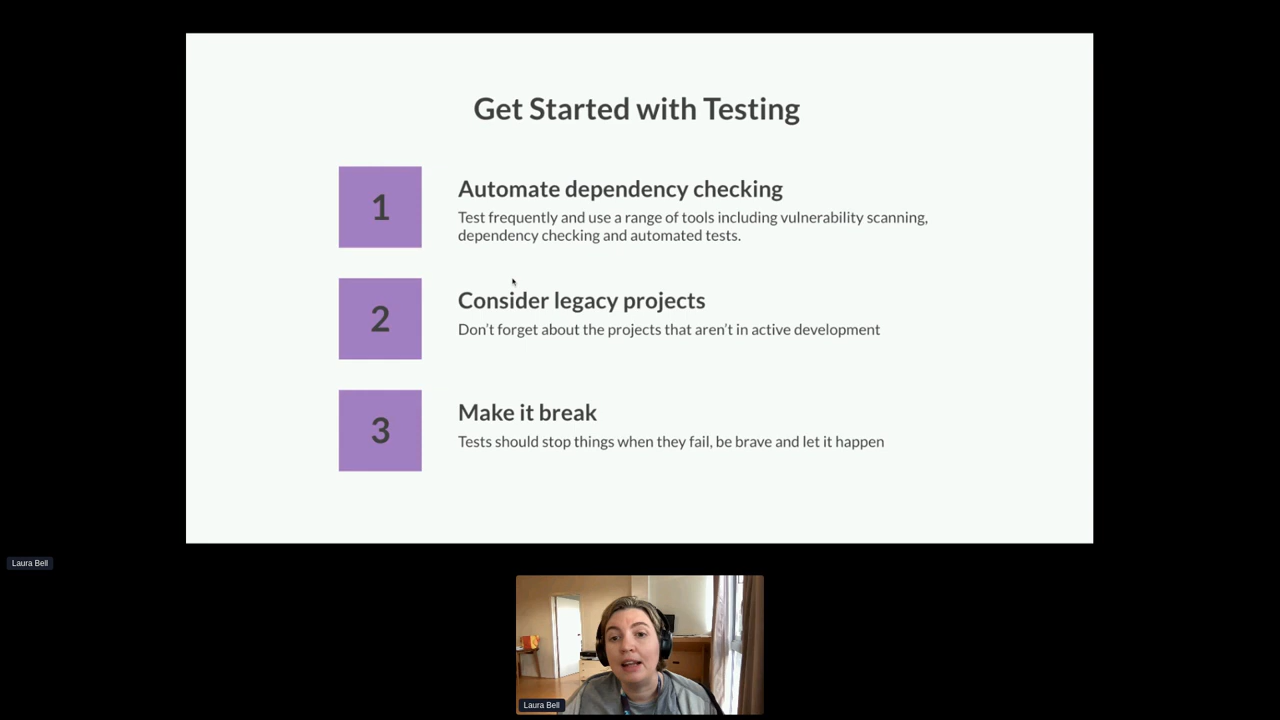 Get Started with Testing
1
Automate dependency checking
Test frequently and use a range of tools including vulnerability scanning,
dependency checking and automated tests.
2
Consider legacy projects
Don't forget about the projects that aren't in active development
3
Make it break
Tests should stop things when they fail, be brave and let it happen
Laura Bell
Laura Bell